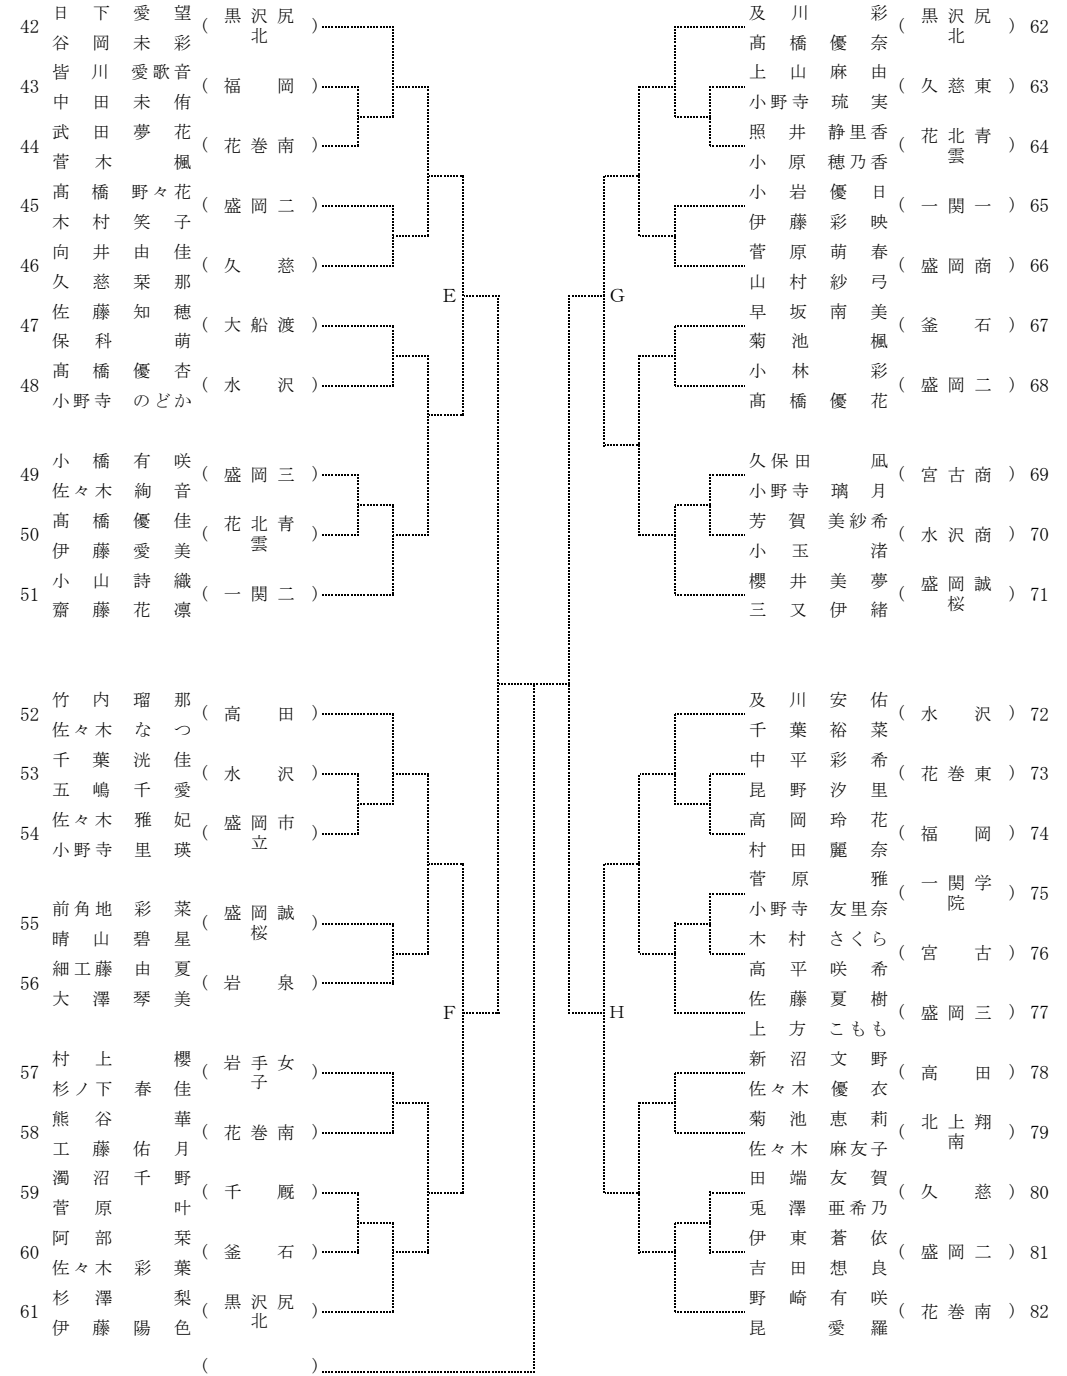 42 日下愛望 谷岡未彩 (黒沢尻北)
43 皆川愛歌音 中田未侑 (福岡)
44 武田夢花 菅木楓 (花巻南)
45 髙橋野々花 木村笑子 (盛岡二)
46 向井由佳 久慈栞那 (久慈)
E
47 佐藤知穂 保科萌 (大船渡)
48 髙橋優杏 小野寺のどか (水沢)
49 小橋有咲 佐々木絢音 (盛岡三)
50 髙橋優佳 伊藤愛美 (花北青雲)
51 小山詩織 齋藤花凛 (一関二)
52 竹内瑠那 佐々木なつ (高田)
53 千葉洸佳 五嶋千愛 (水沢)
54 佐々木雅妃 小野寺里瑛 (盛岡市立)
55 前角地彩菜 晴山碧星 (盛岡誠桜)
56 細工藤由夏 大澤琴美 (岩泉)
F
57 村上櫻 杉ノ下春佳 (岩手女子)
58 熊谷華 工藤佑月 (花巻南)
59 濁沼千野 菅原叶 (千厩)
60 阿部栞 佐々木彩葉 (釜石)
61 杉澤梨 伊藤陽色 (黒沢尻北)
( )
及川彩 髙橋優奈 (黒沢尻北) 62
上山麻由 小野寺琉実 (久慈東) 63
照井静里香 小原穂乃香 (花北青雲) 64
小岩優日 伊藤彩映 (一関一) 65
菅原萌春 山村紗弓 (盛岡商) 66
G
早坂南美 菊池楓 (釜石) 67
小林彩 髙橋優花 (盛岡二) 68
久保田凪 小野寺璃月 (宮古商) 69
芳賀美紗希 小玉渚 (水沢商) 70
櫻井美夢 三又伊緒 (盛岡誠桜) 71
及川安佑 千葉裕菜 (水沢) 72
中平彩希 昆野汐里 (花巻東) 73
高岡玲花 村田麗奈 (福岡) 74
菅原雅 小野寺友里奈 (一関学院) 75
木村さくら 高平咲希 (宮古) 76
佐藤夏樹 上方こもも (盛岡三) 77
H
新沼文野 佐々木優衣 (高田) 78
菊池恵莉 佐々木麻友子 (北上翔南) 79
田端友賀 兎澤亜希乃 (久慈) 80
伊東蒼依 吉田想良 (盛岡二) 81
野崎有咲 昆愛羅 (花巻南) 82